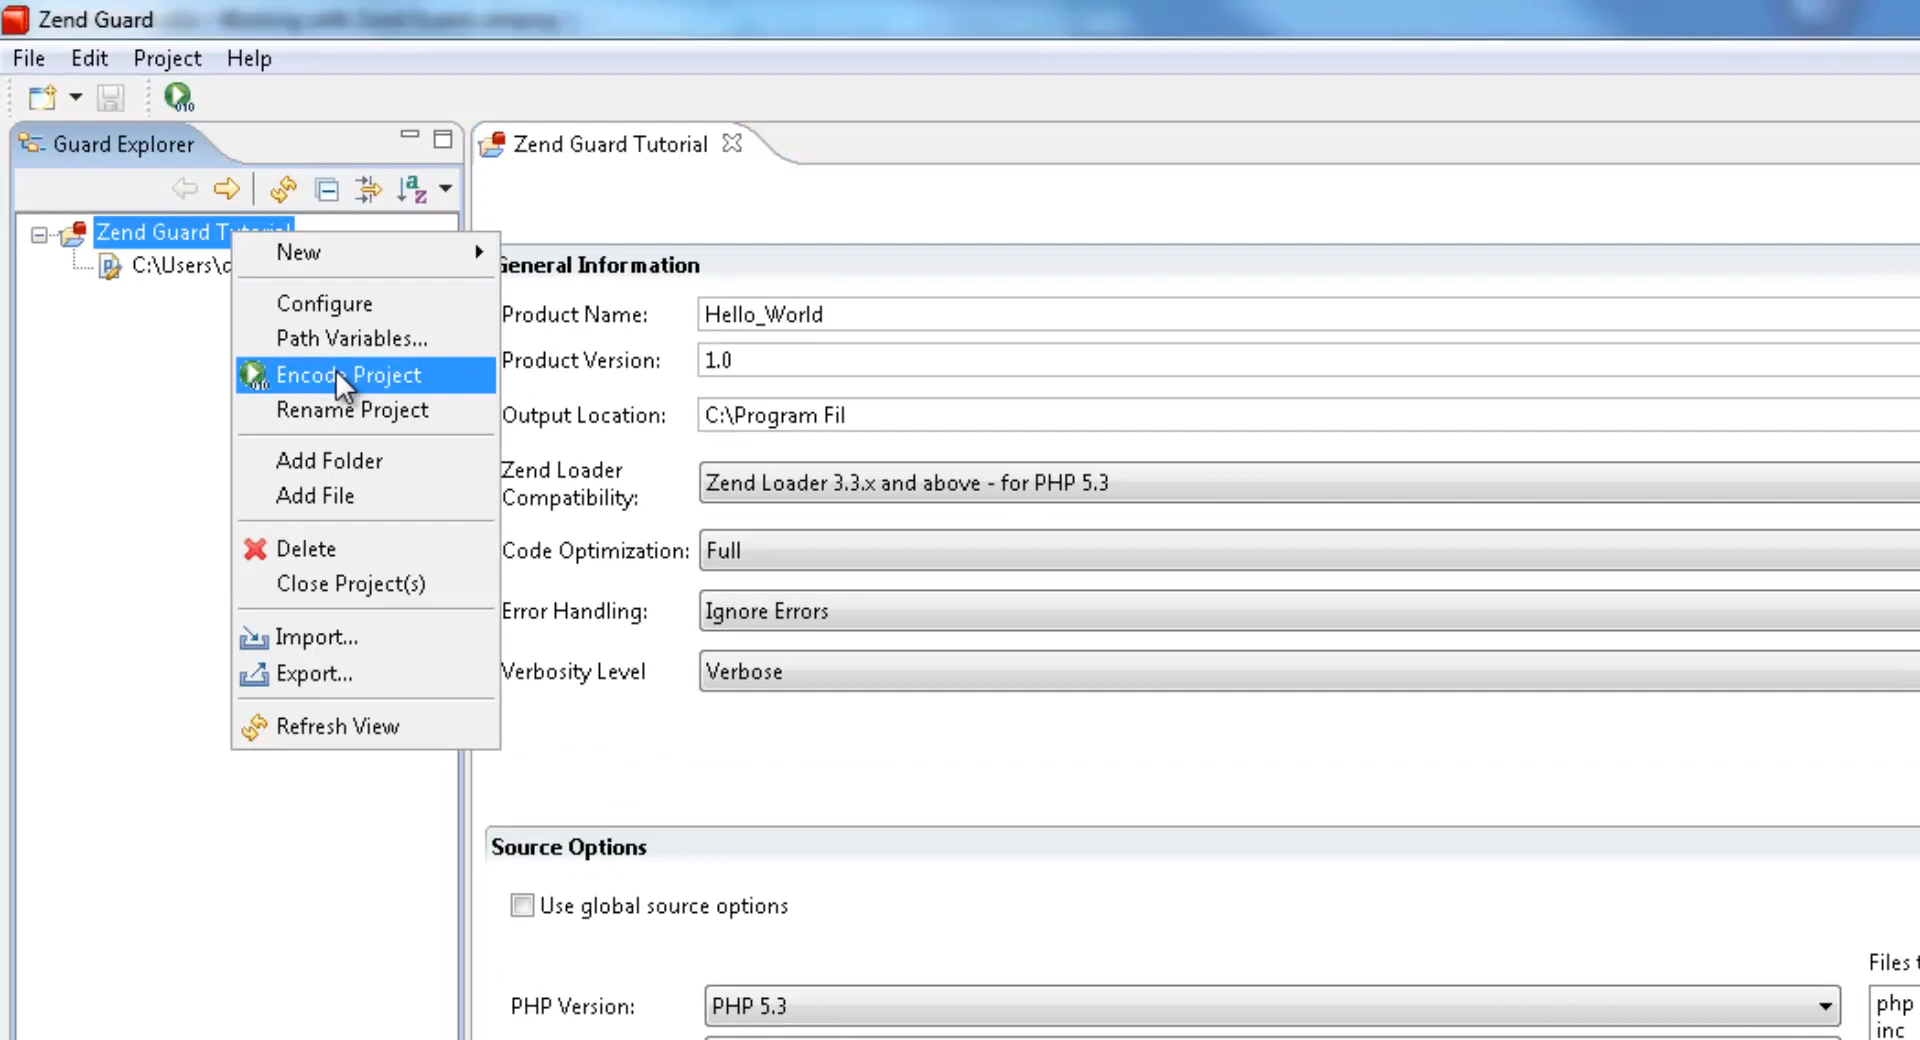 Zend Guard
File Edit Project Help
Guard Explorer
Zend Guard Tutorial
Zend Guard Tutorial
C:\Users\
New
Configure
Path Variables...
Encode Project
Rename Project
Add Folder
Add File
Delete
Close Project(s)
Import...
Export...
Refresh View
General Information
Product Name: Hello_World
Product Version: 1.0
Output Location: C:\Program Fil
Zend Loader
Compatibility: Zend Loader 3.3.x and above - for PHP 5.3
Code Optimization: Full
Error Handling: Ignore Errors
Verbosity Level Verbose
Source Options
Use global source options
Files
PHP Version: PHP 5.3
php
inc